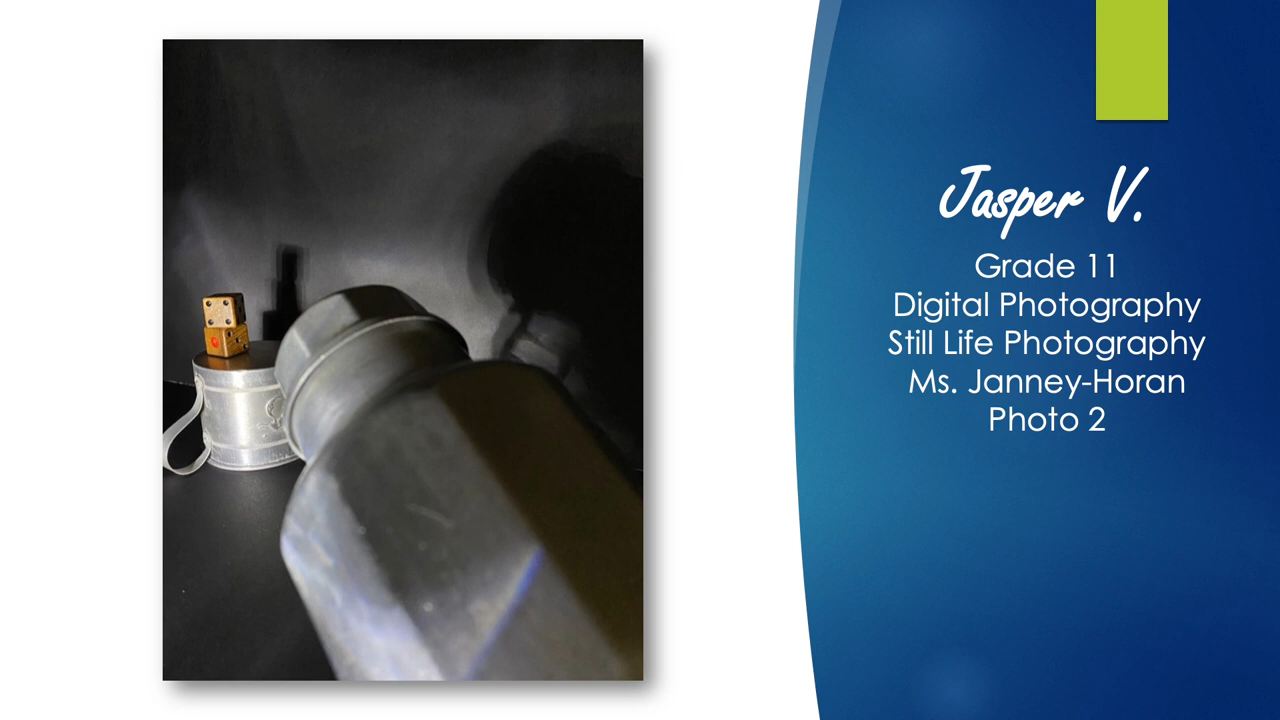 Jasper V.
Grade 11
Digital Photography
Still Life Photography
Ms. Janney-Horan
Photo 2